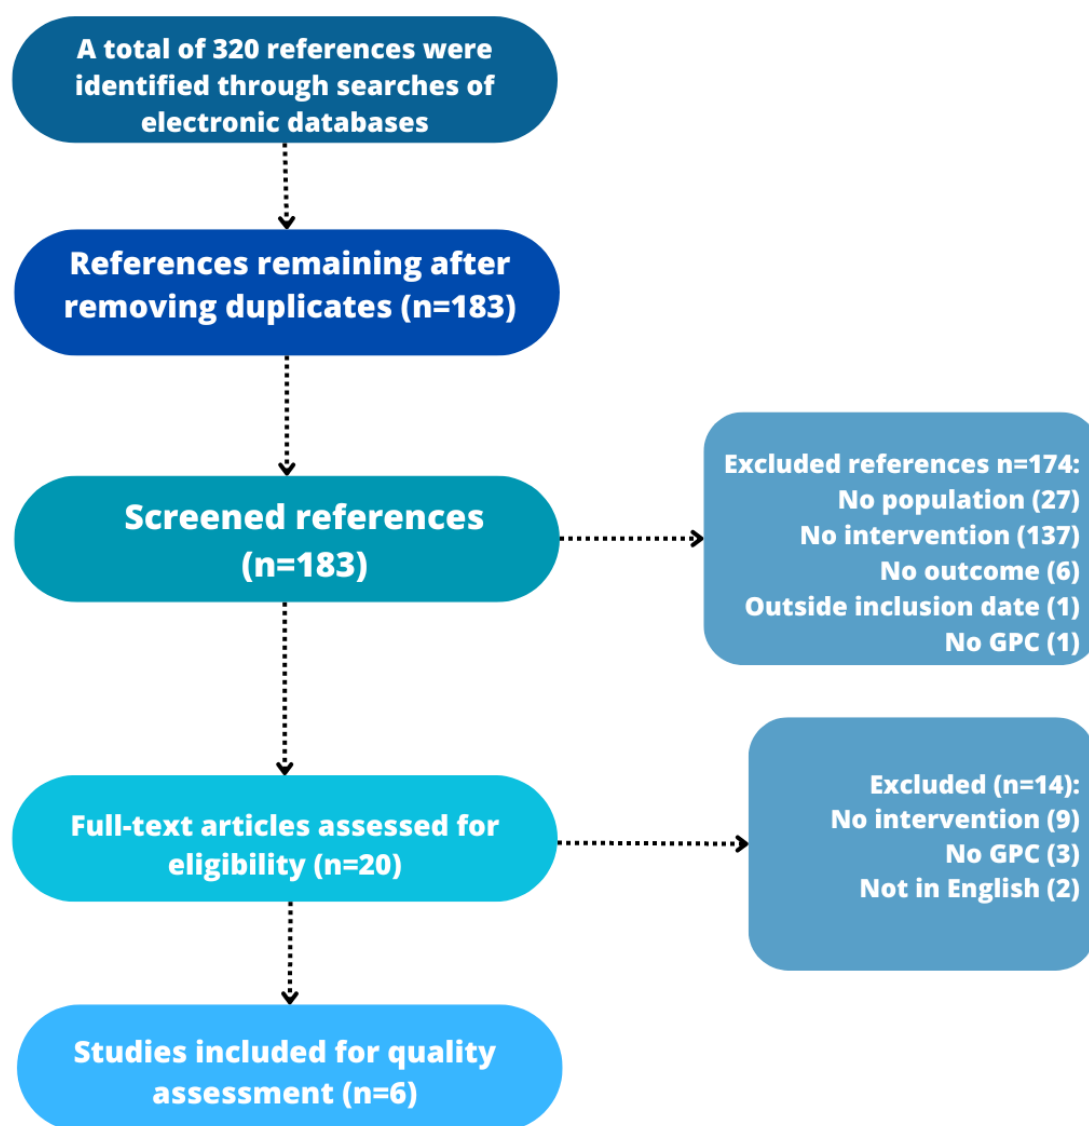 A total of 320 references were
identified through searches of
electronic databases
References remaining after
removing duplicates (n=183)
Screened references
(n=183)
Excluded references n=174:
No population (27)
No intervention (137)
No outcome (6)
Outside inclusion date (1)
No GPC (1)
Full-text articles assessed for
eligibility (n=20)
Excluded (n=14):
No intervention (9)
No GPC (3)
Not in English (2)
Studies included for quality
assessment (n=6)